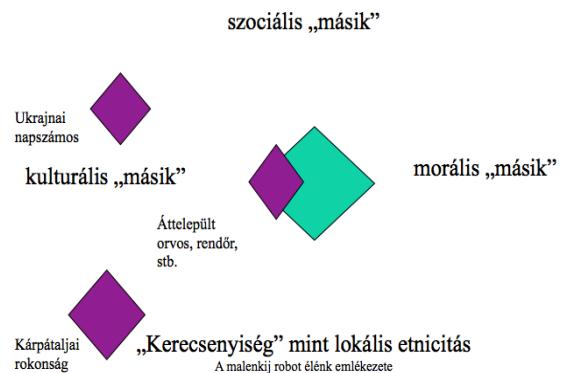 szociális „másik”
Ukrajnai
napszámos
kulturális „másik”
morális „másik”
Áttelepült
orvos, rendőr,
stb.
Kárpátaljai
rokonság
„Kerecsenyiség” mint lokális etnicitás
A malenkij robot élénk emlékezete